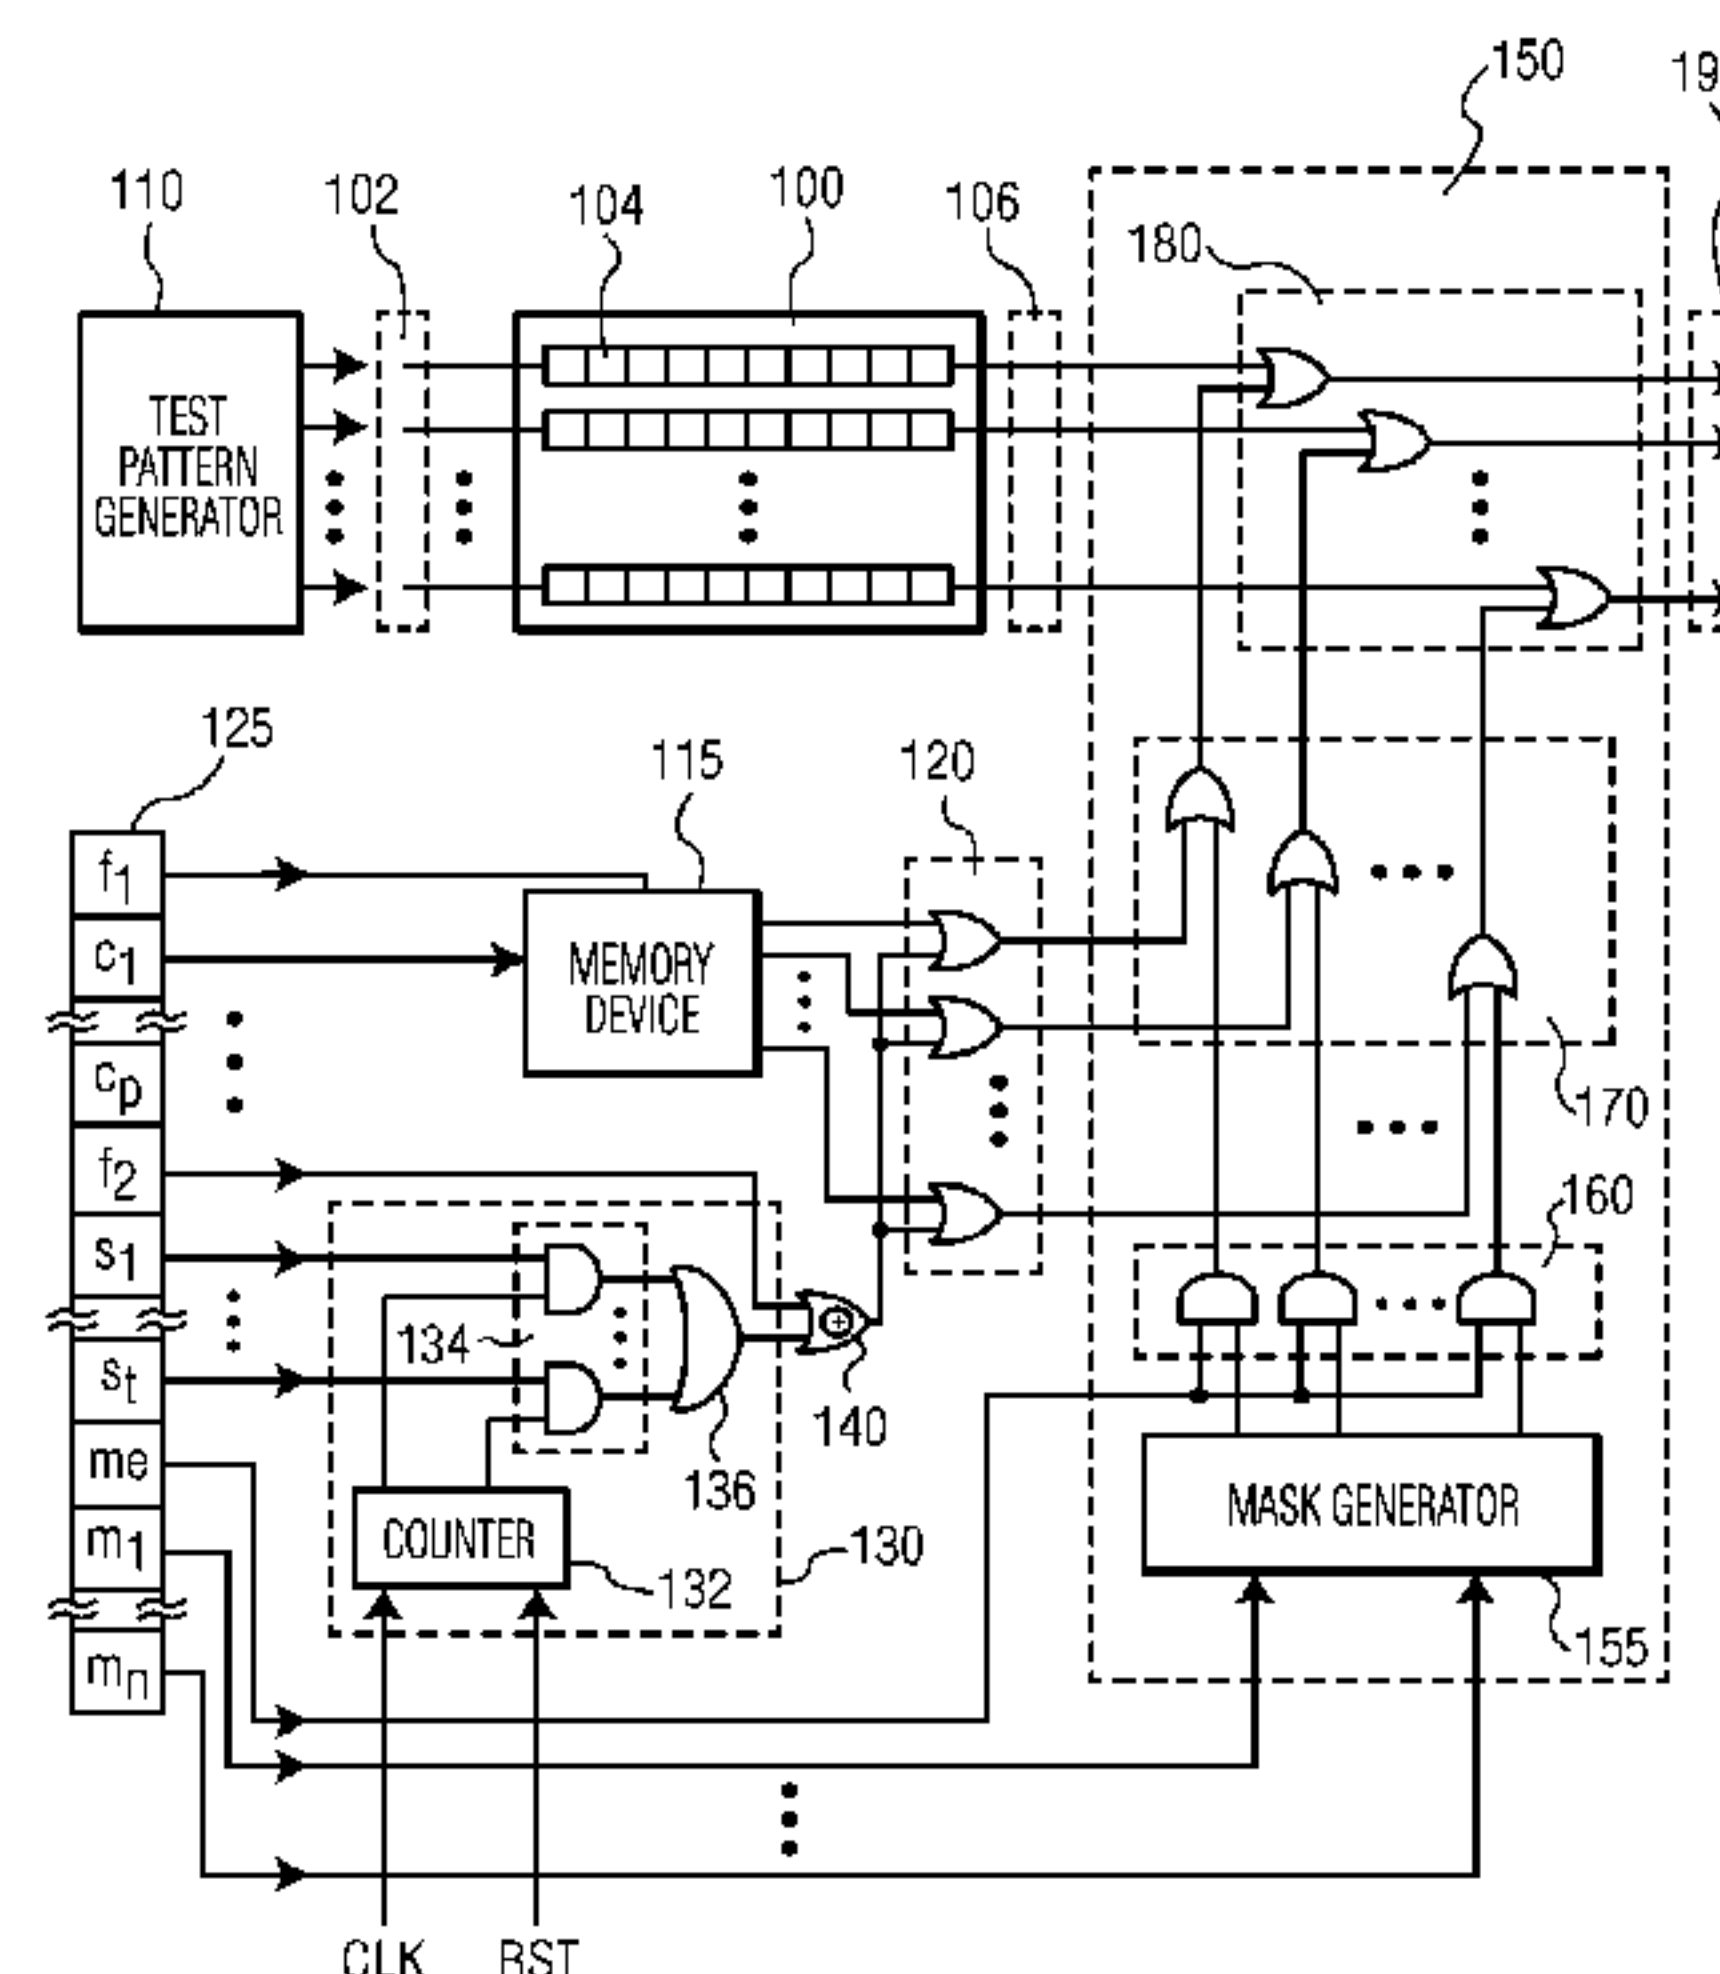 150
19
110
102
104
100
106
180
TEST
PATTERN
GENERATOR
125
115
120
f1
c1
MEMORY
DEVICE
cp
170
f2
160
s1
134
st
140
me
136
MASK GENERATOR
m1
COUNTER
130
132
155
mn
CLK
RST